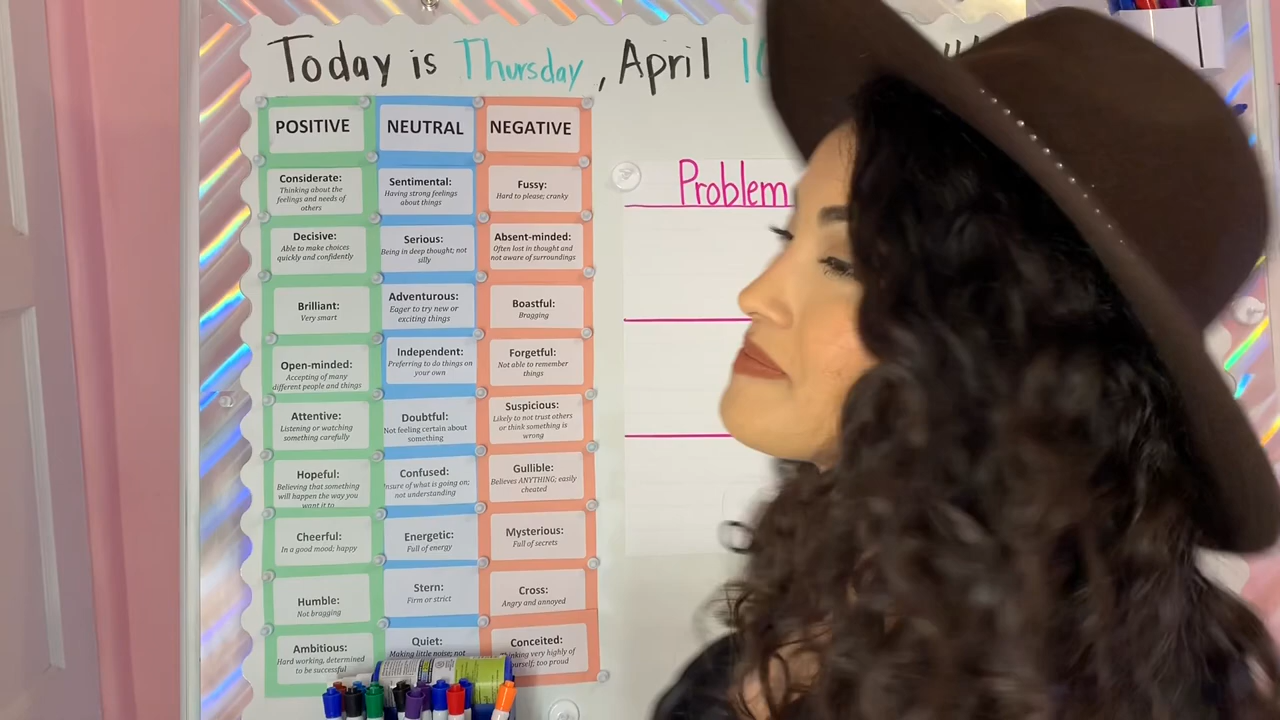 Today is Thursday, April
POSITIVE
Considerate:
Thinking about the
feelings and needs of
others
Decisive:
Able to make choices
quickly and confidently
Brilliant:
Very smart
Open-minded:
Accepting of many
different people and things
Attentive:
Listening or watching
something carefully
Hopeful:
Believing that something
will happen the way you
want it to
Cheerful:
In a good mood; happy
Humble:
Not bragging
Ambitious:
Hard working, determined
to be successful
NEUTRAL
Sentimental:
Having strong feelings
about things
Serious:
Being in deep thought; not
silly
Adventurous:
Eager to try new or
exciting things
Independent:
Preferring to do things on
your own
Doubtful:
Not feeling certain about
something
Confused:
of what is going on;
not understanding
Energetic:
Full of energy
Stern:
Firm or strict
Quiet:
Making little noise; not
NEGATIVE
Fussy:
Hard to please; cranky
Absent-minded:
Often lost in thought and
not aware of surroundings
Boastful:
Bragging
Forgetful:
Not able to remember
things
Suspicious:
Likely to not trust others
or think something is
wrong
Gullible:
Believes ANYTHING; easily
cheated
Mysterious:
Full of secrets
Cross:
Angry and annoyed
Conceited:
very highly of
too proud
Problem